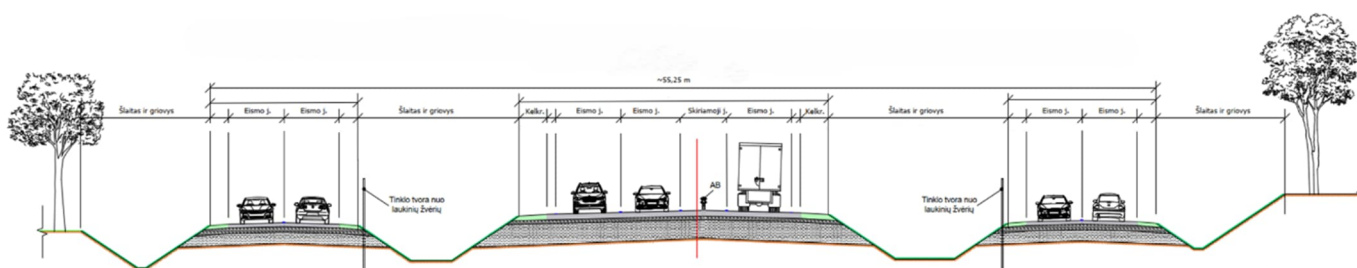 ~55,25 m
Šlaitas ir griovys
Eismo j.
Eismo j.
Šlaitas ir griovys
Kelkr.
Eismo j.
Eismo j.
Skiriamoji j.
Eismo j.
Kelkr.
Šlaitas ir griovys
Eismo j.
Eismo j.
Šlaitas ir griovys
AB
Tinklo tvora nuo
laukinių žvėrių
Tinklo tvora nuo
laukinių žvėrių